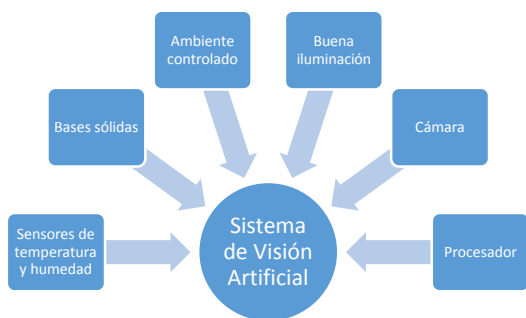 Ambiente
controlado
Buena
iluminación
Bases sólidas
Cámara
Sensores de
temperatura
y humedad
Sistema
de Visión
Artificial
Procesador